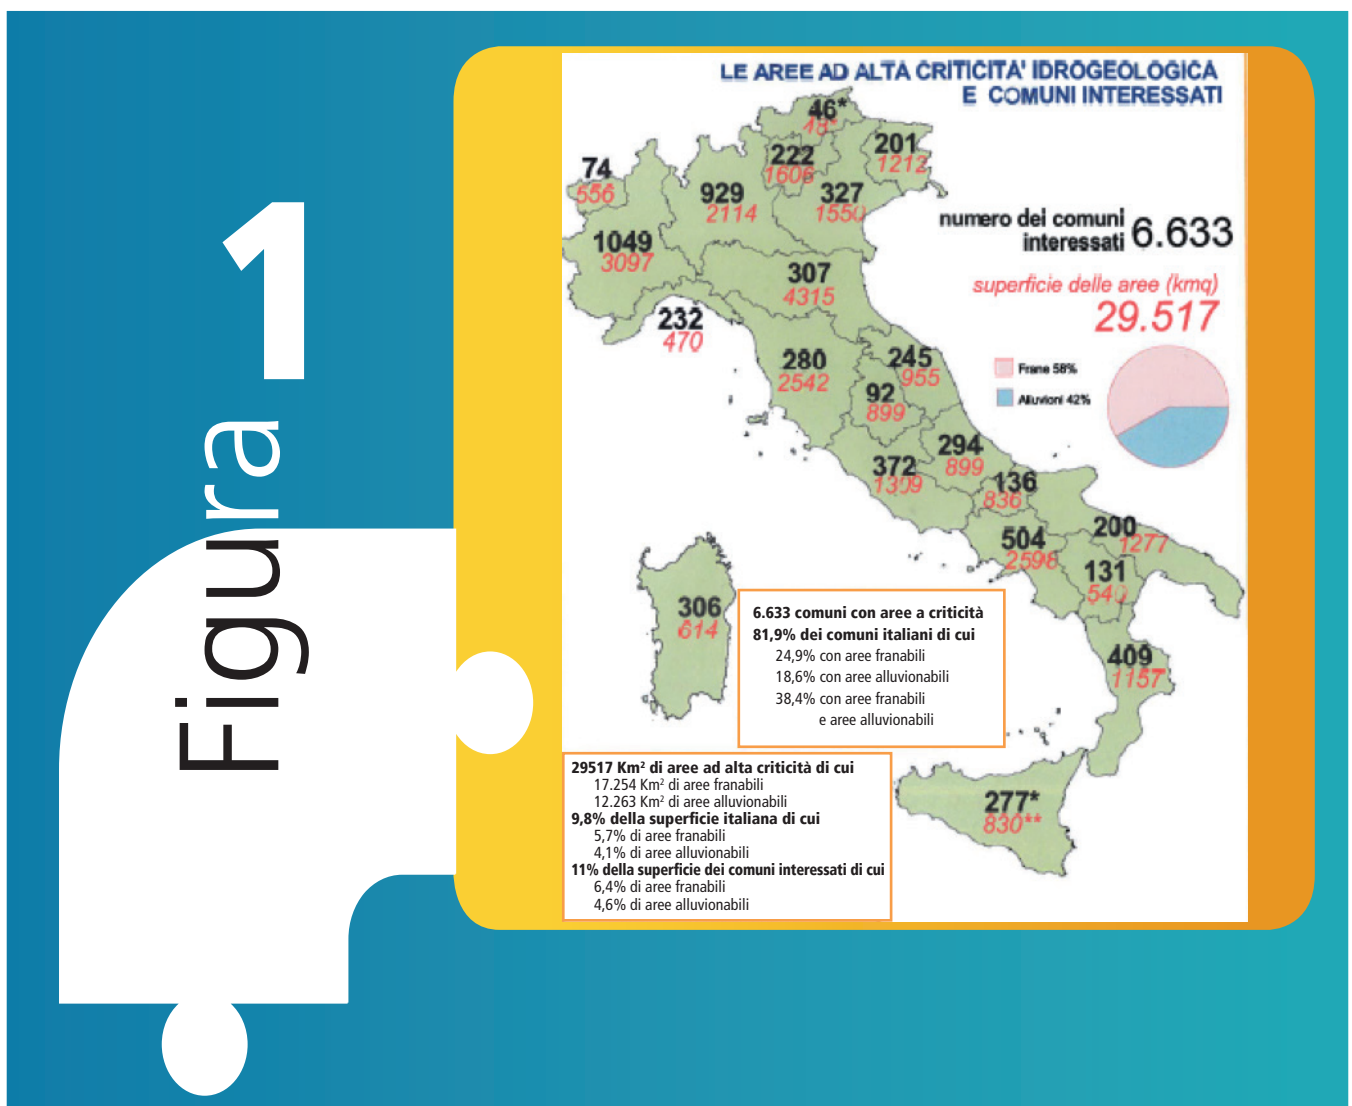 Figura 1
LE AREE AD ALTA CRITICITA' IDROGEOLOGICA
E COMUNI INTERESSATI
46*
48*
201
1212
222
1606
74
556
929
2114
327
1550
numero dei comuni
interessati 6.633
1049
3097
307
4315
superficie delle aree (kmq)
29.517
232
470
280
2542
245
955
Frane 58%
Alluvioni 42%
92
899
294
899
372
1309
136
836
200
1277
504
2598
131
540
306
614
409
1157
6.633 comuni con aree a criticità
81,9% dei comuni italiani di cui
24,9% con aree franabili
18,6% con aree alluvionabili
38,4% con aree franabili
e aree alluvionabili
29517 Km² di aree ad alta criticità di cui
17.254 Km² di aree franabili
12.263 Km² di aree alluvionabili
9,8% della superficie italiana di cui
5,7% di aree franabili
4,1% di aree alluvionabili
11% della superficie dei comuni interessati di cui
6,4% di aree franabili
4,6% di aree alluvionabili
277*
830**